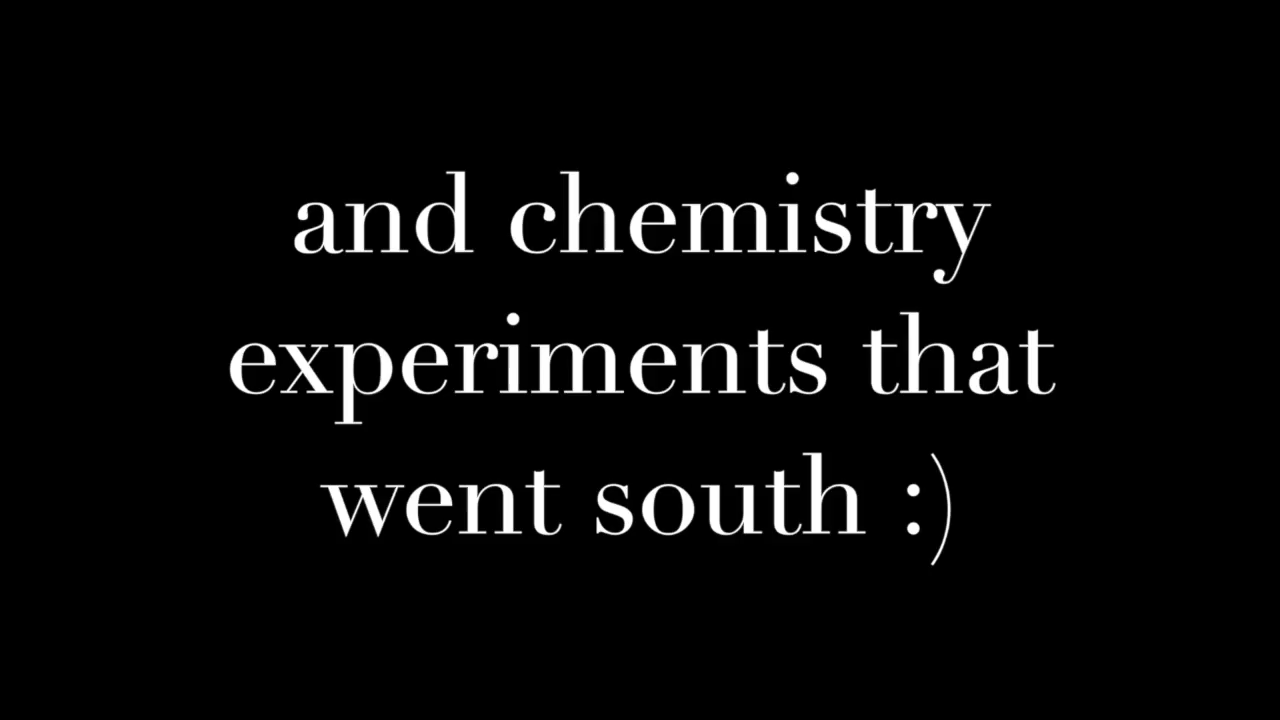 and chemistry
experiments that
went south :)